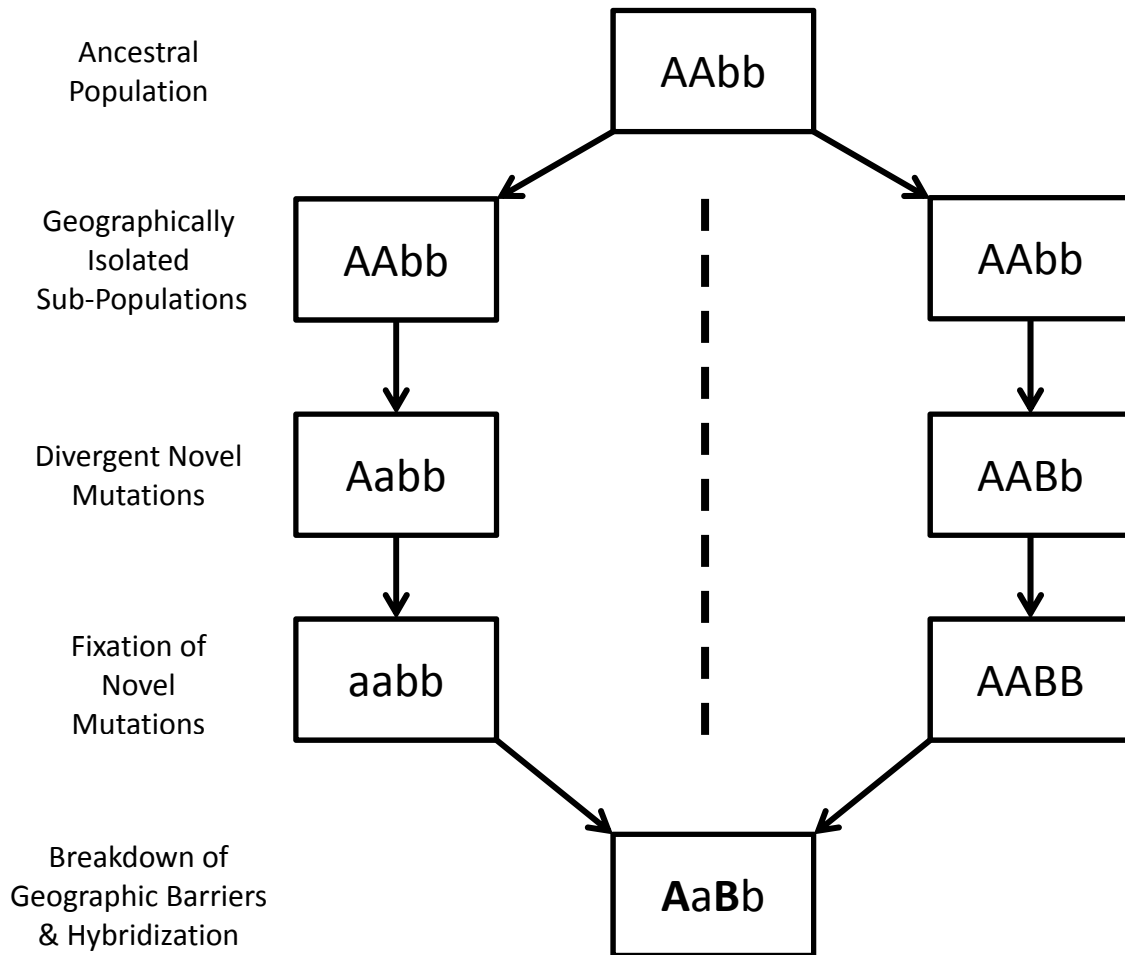 Ancestral
Population
AAbb
Geographically
Isolated
Sub-Populations
AAbb
AAbb
Divergent Novel
Mutations
Aabb
AABb
Fixation of
Novel
Mutations
aabb
AABB
Breakdown of
Geographic Barriers
& Hybridization
AaBb